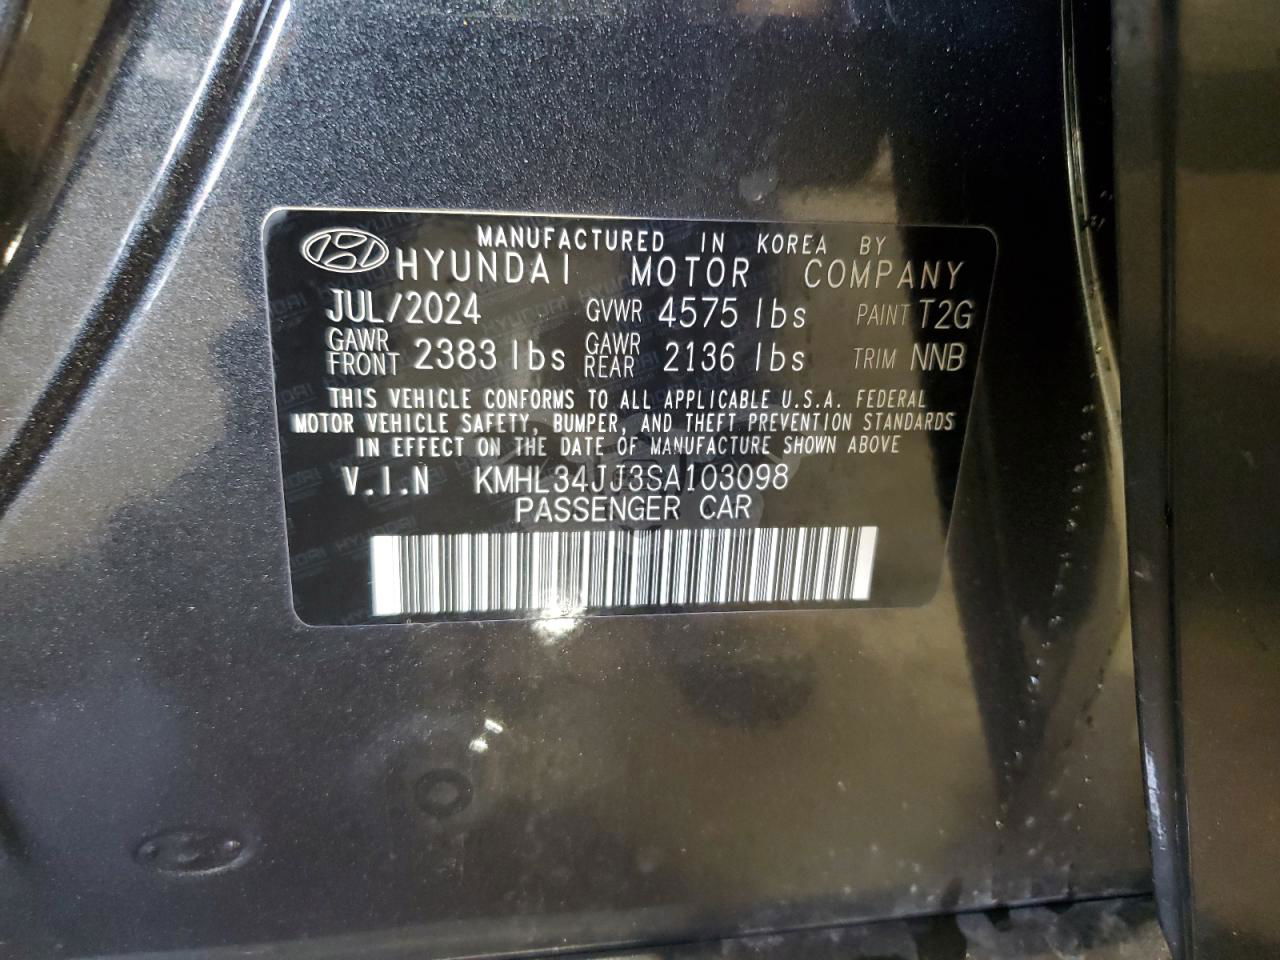 MANUFACTURED IN KOREA BY
HYUNDAI MOTOR COMPANY
JUL/2024 GVWR 4575 lbs PAINT T2G
GAWR FRONT 2383 lbs GAWR REAR 2136 lbs TRIM NNB
THIS VEHICLE CONFORMS TO ALL APPLICABLE U.S.A. FEDERAL
MOTOR VEHICLE SAFETY, BUMPER, AND THEFT PREVENTION STANDARDS
IN EFFECT ON THE DATE OF MANUFACTURE SHOWN ABOVE
V.I.N KMHL34JJ3SA103098
PASSENGER CAR